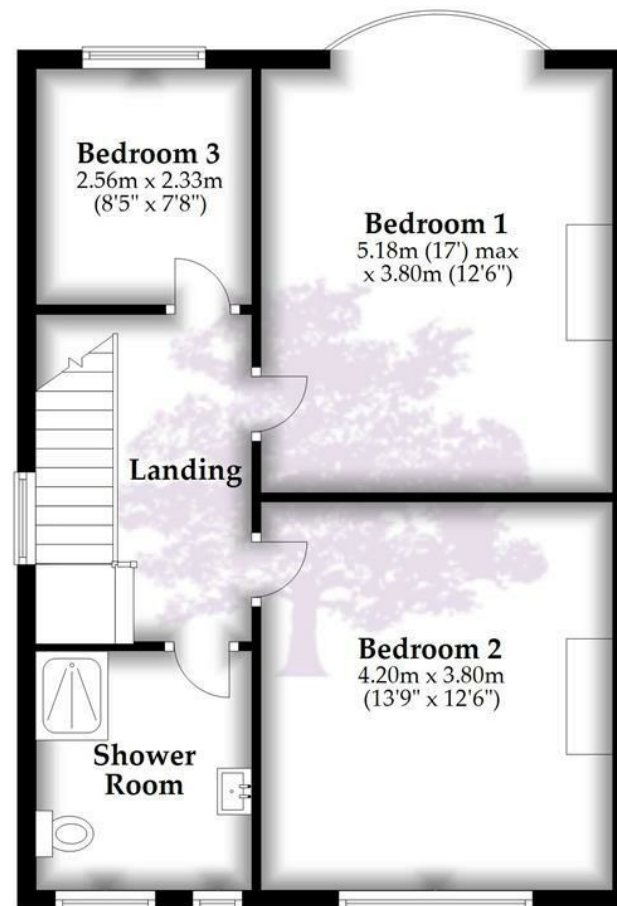 Bedroom 3
2.56m x 2.33m
(8'5" x 7'8")
Bedroom 1
5.18m (17') max
x 3.80m (12'6")
Landing
Bedroom 2
4.20m x 3.80m
(13'9" x 12'6")
Shower
Room